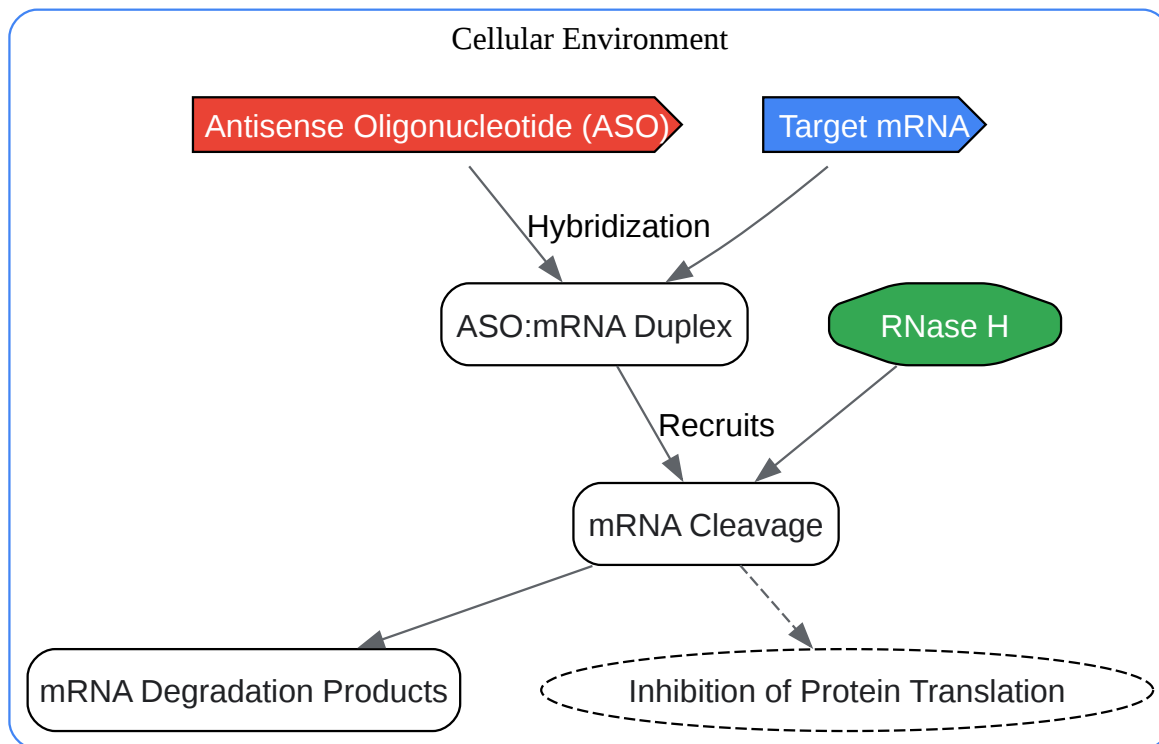 Cellular Environment
Antisense Oligonucleotide (ASO)
Target mRNA
Hybridization
ASO:mRNA Duplex
RNase H
Recruits
mRNA Cleavage
mRNA Degradation Products
Inhibition of Protein Translation